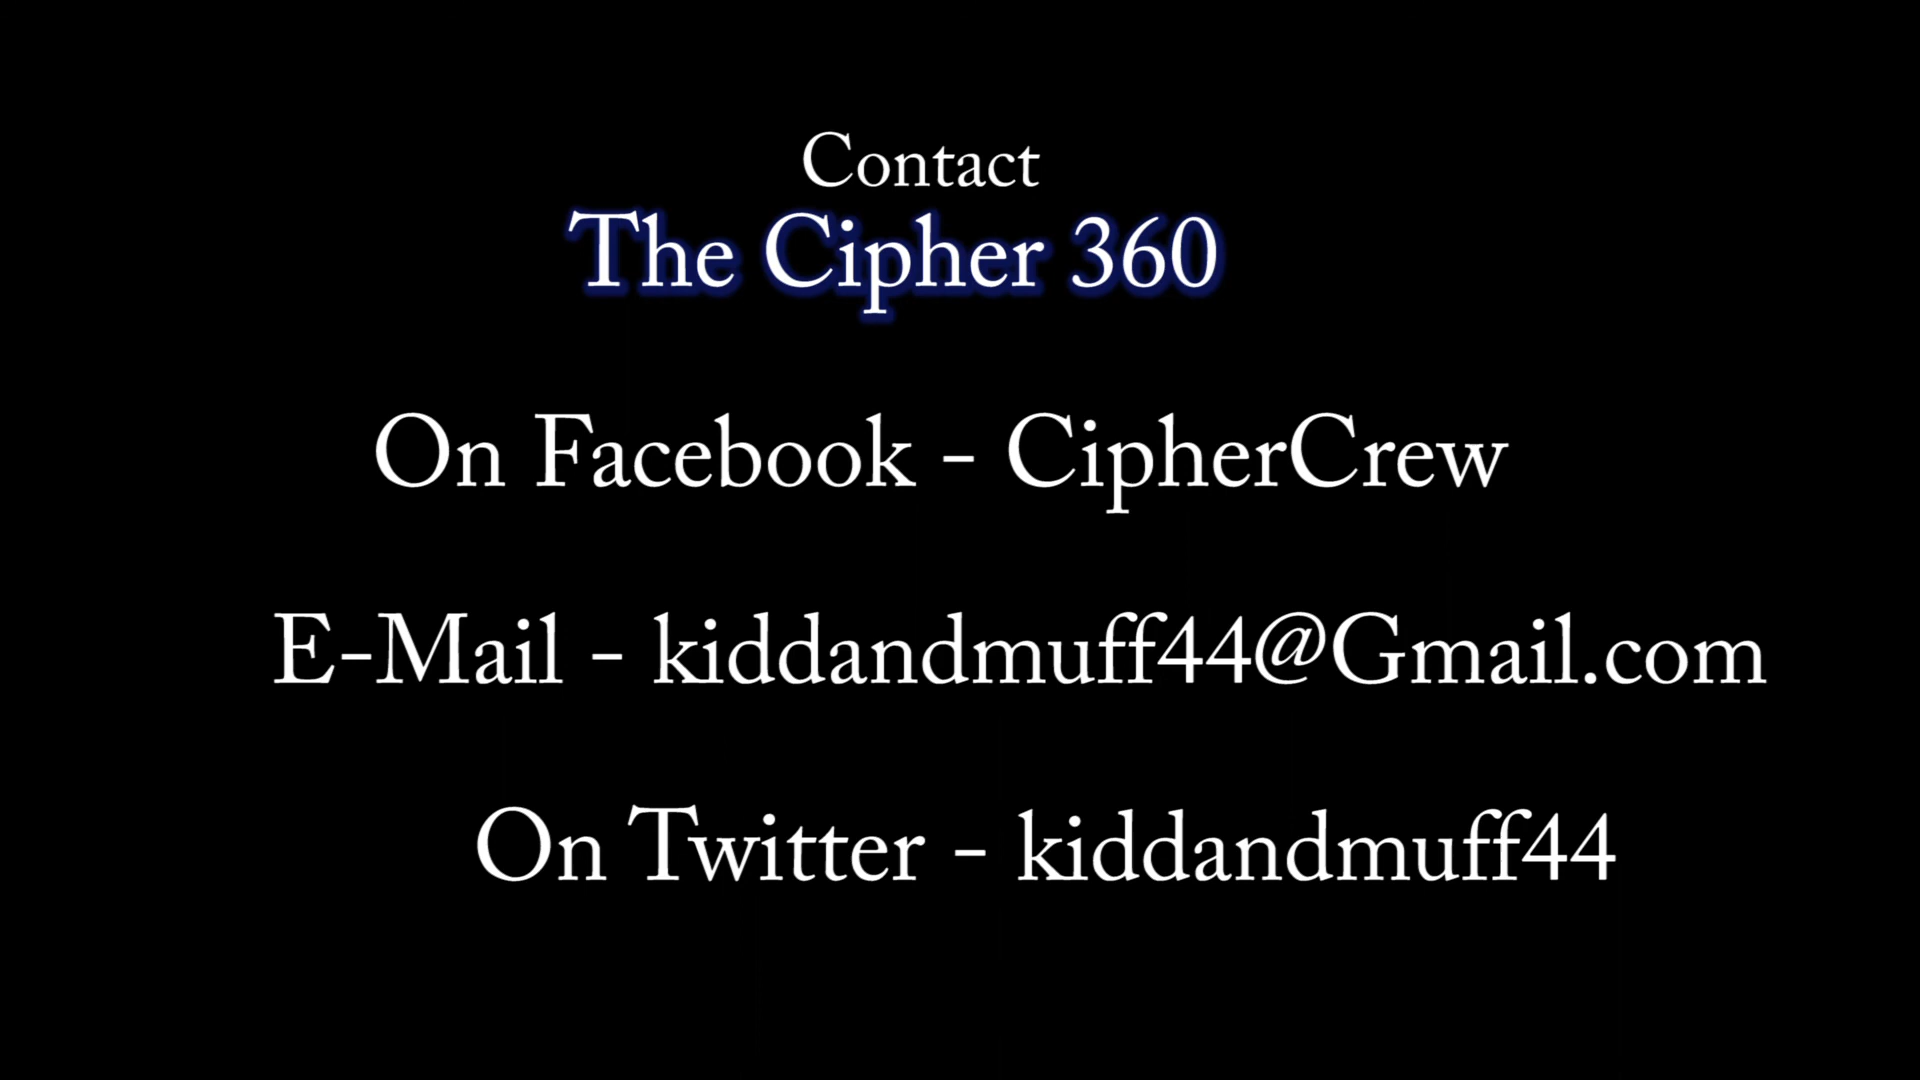 Contact
The Cipher 360
On Facebook - CipherCrew
E-Mail - kiddandmuff44@Gmail.com
On Twitter - kiddandmuff44